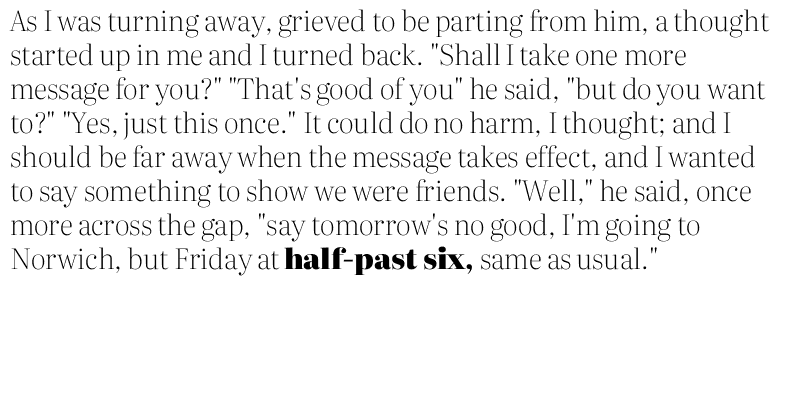 As I was turning away, grieved to be parting from him, a thought
started up in me and I turned back. "Shall I take one more
message for you?" "That's good of you" he said, "but do you want
to?" "Yes, just this once." It could do no harm, I thought; and I
should be far away when the message takes effect, and I wanted
to say something to show we were friends. "Well," he said, once
more across the gap, "say tomorrow's no good, I'm going to
Norwich, but Friday at half-past six, same as usual."